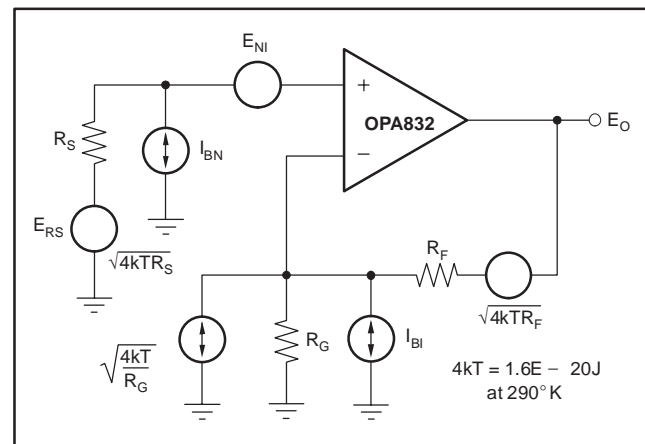 E_NI
+
OPA832
−
E_O
R_S
I_BN
E_RS
√4kTR_S
R_F
√4kTR_F
√4kT/R_G
R_G
I_BI
4kT = 1.6E − 20J
at 290°K